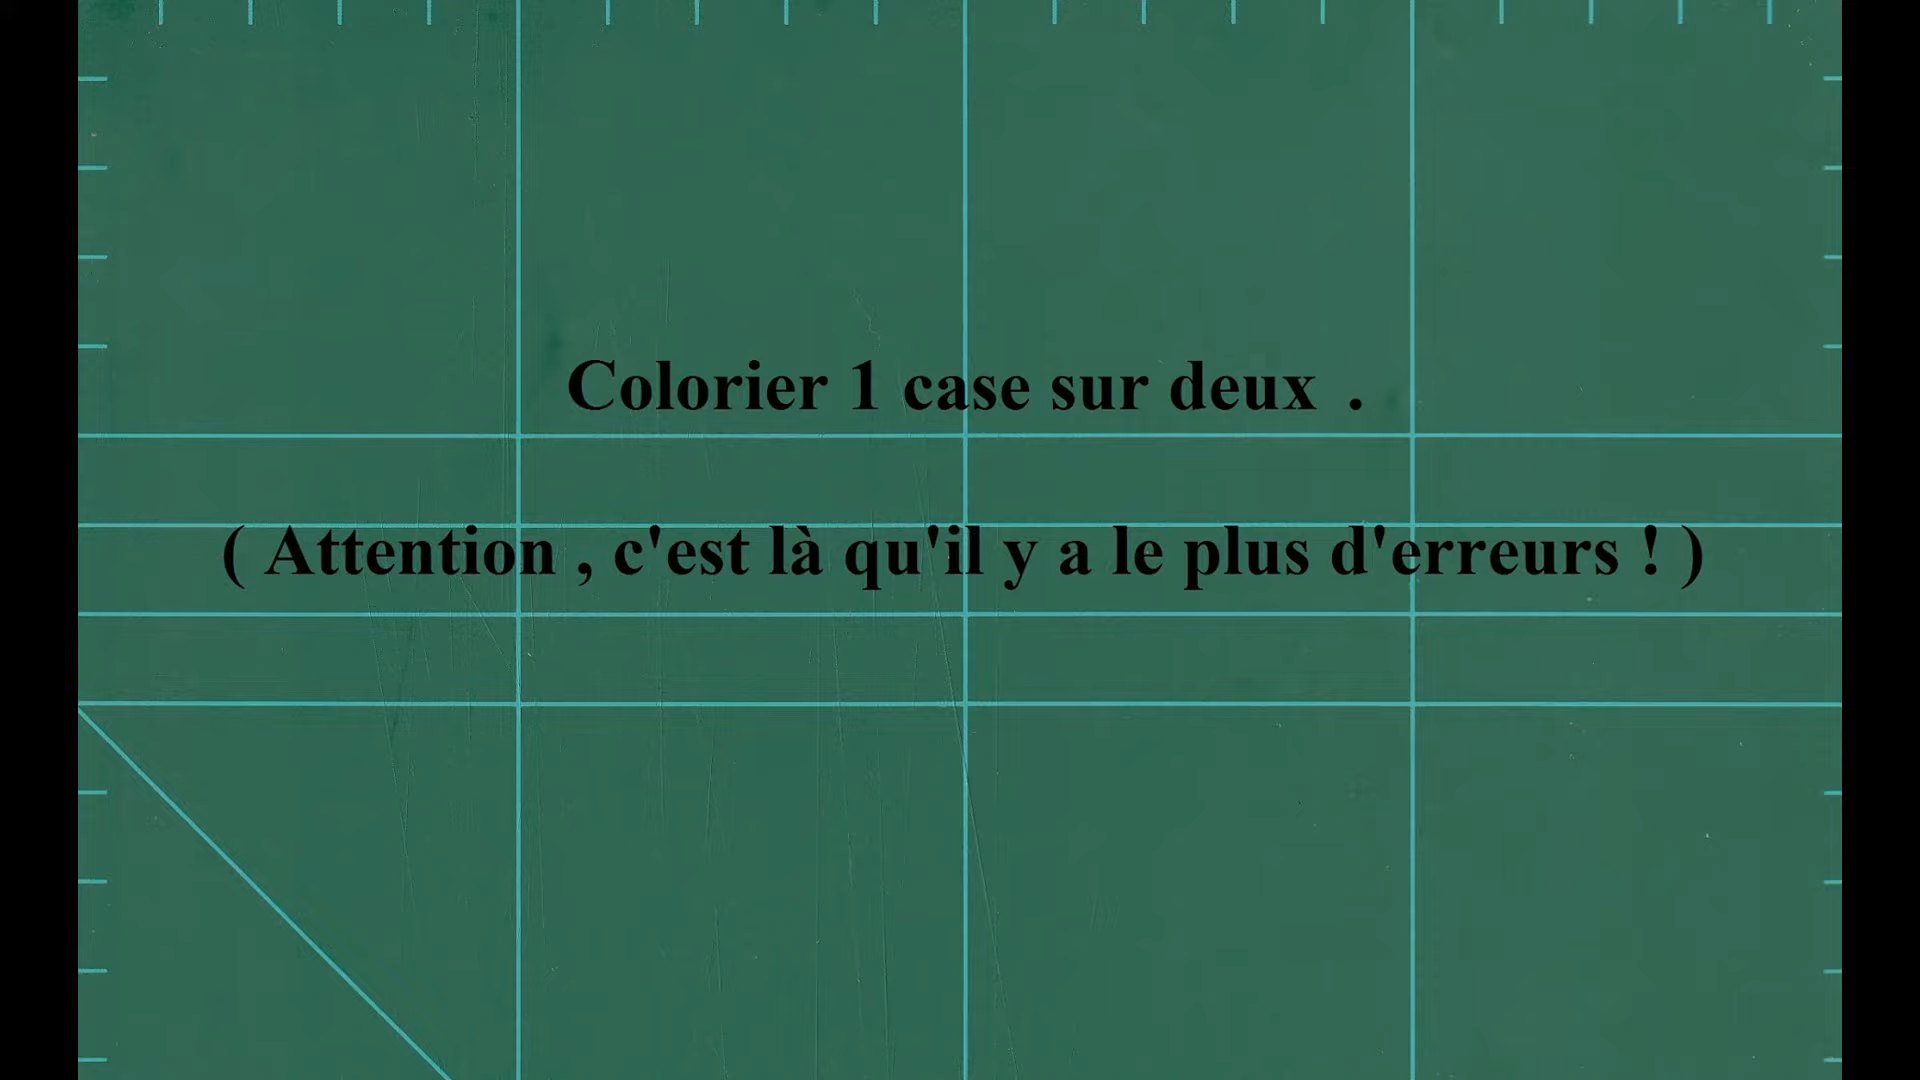 Colorier 1 case sur deux .
( Attention , c'est là qu'il y a le plus d'erreurs ! )